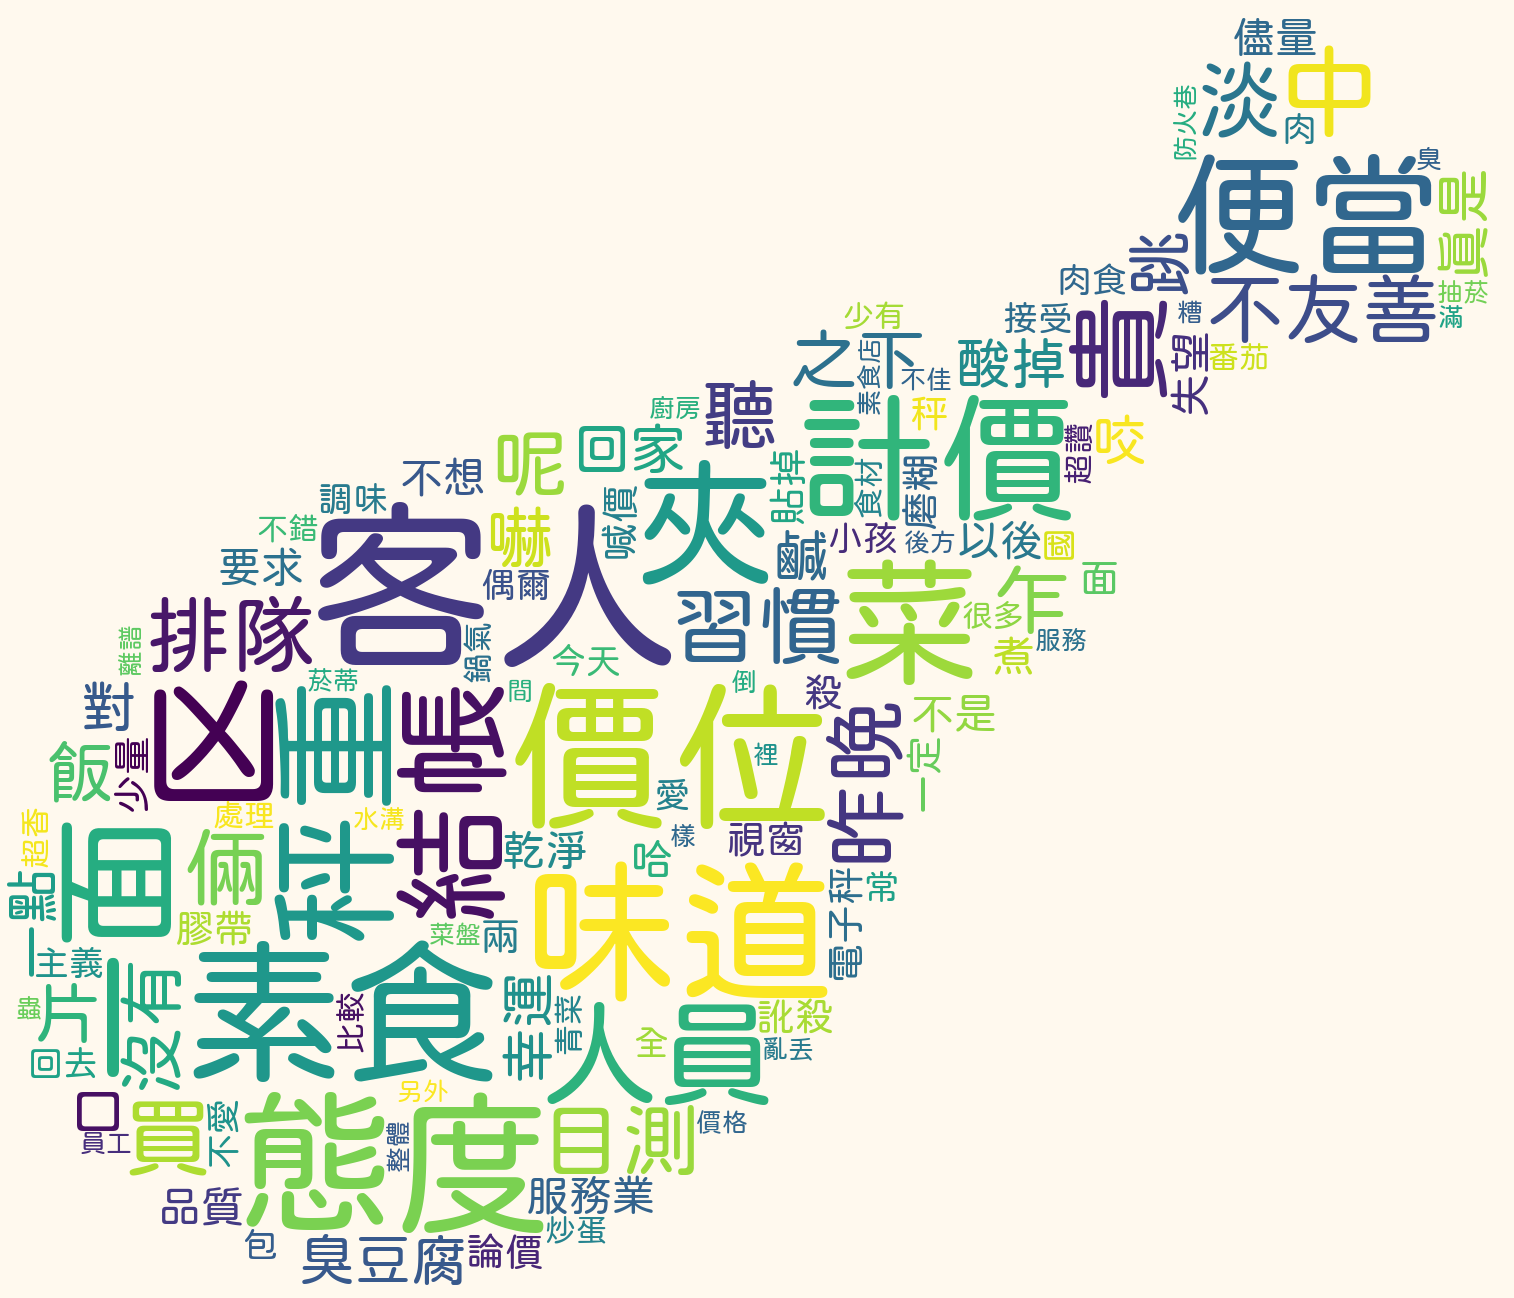 儘量
淡
中
肉
防火巷
便當
臭
真是
跳
肉食
不友善
抽菸
滿
糟
貴
失望
番茄
接受
少有
之下
素食店
不佳
酸掉
廚房
聽
計價
秤
超讚
咬
回家
呢
不想
調味
不錯
要求
客人
嚇
偶爾
喊價
夾
貼掉
食材
磨糊
鹹
小孩
後方
以後
國
面
菜
乍
很多
服務
煮
習慣
排隊
離譜
鍋氣
今天
菸蒂
間
倒
殺
不是
一定
昨晚
對
凶
重
結帳
價位
裡
愛
樣
視窗
飯
少量
超香
處理
水溝
乾淨
哈
一點
面
倆
秤
膠帶
菜盤
兩
味道
電子秤
常
主義
蟲
片
一
沒有
素食
比較
幸運
青菜
人員
全
訛殺
亂丟
回去
口
員工
買
不愛
態度
整體
另外
目測
價格
品質
服務業
炒蛋
包
臭豆腐
論價